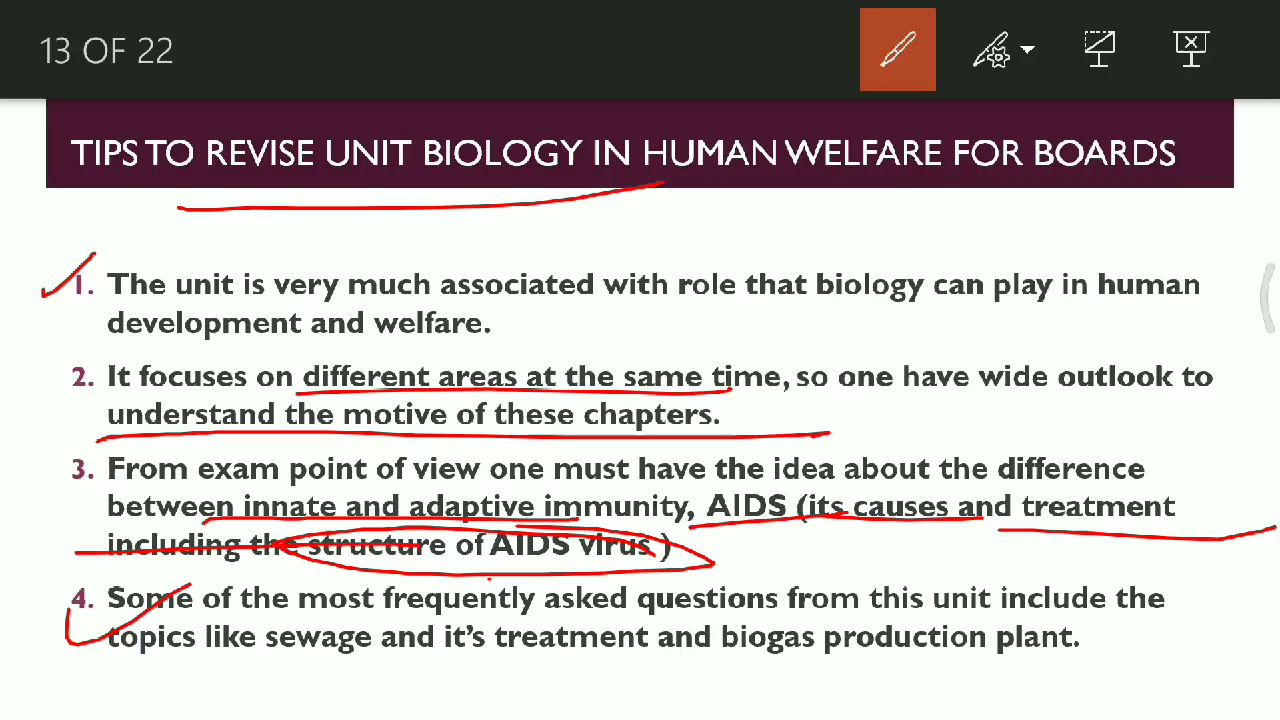 13 OF 22
TIPS TO REVISE UNIT BIOLOGY IN HUMAN WELFARE FOR BOARDS
1. The unit is very much associated with role that biology can play in human
development and welfare.
2. It focuses on different areas at the same time, so one have wide outlook to
understand the motive of these chapters.
3. From exam point of view one must have the idea about the difference
between innate and adaptive immunity, AIDS (its causes and treatment
including the structure of AIDS virus )
4. Some of the most frequently asked questions from this unit include the
topics like sewage and it's treatment and biogas production plant.